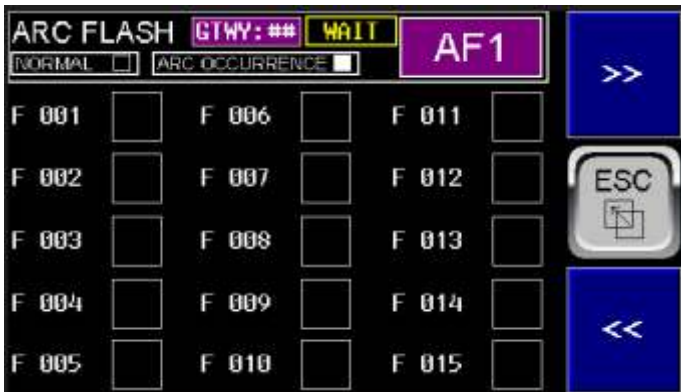 ARC FLASH GTWY:## WAIT AF1
NORMAL ARC OCCURRENCE
>>
F 001 F 006 F 011
F 002 F 007 F 012
ESC
F 003 F 008 F 013
F 004 F 009 F 014
<<
F 005 F 010 F 015